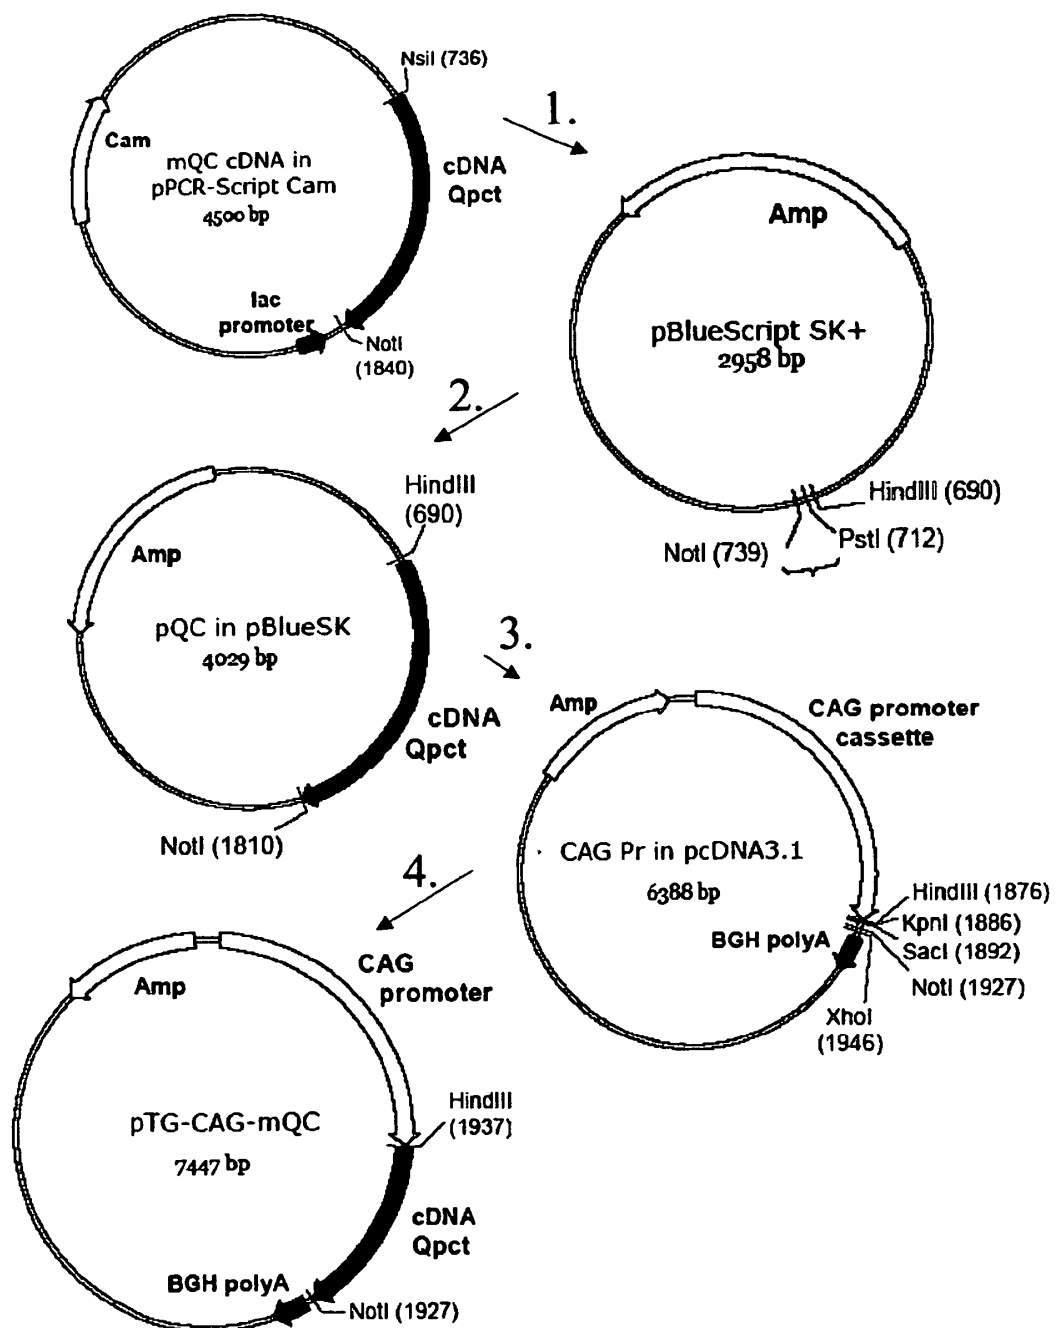 NsiI (736)
1.
Cam
mQC cDNA in
pPCR-Script Cam
4500 bp
cDNA
Qpct
lac
promoter
NotI
(1840)
Amp
pBlueScript SK+
2958 bp
HindIII (690)
PstI (712)
NotI (739)
2.
HindIII
(690)
Amp
pQC in pBlueSK
4029 bp
cDNA
Qpct
NotI (1810)
3.
Amp
CAG promoter
cassette
CAG Pr in pcDNA3.1
6388 bp
HindIII (1876)
KpnI (1886)
SacI (1892)
NotI (1927)
XhoI
(1946)
BGH polyA
4.
Amp
CAG
promoter
pTG-CAG-mQC
7447 bp
HindIII
(1937)
cDNA
Qpct
BGH polyA
NotI (1927)